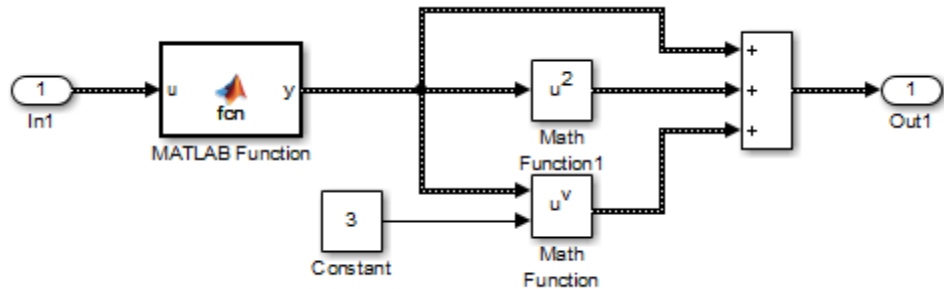 1
In1
u
fcn
y
MATLAB Function
u2
Math
Function1
3
Constant
uv
Math
Function
+
+
+
1
Out1